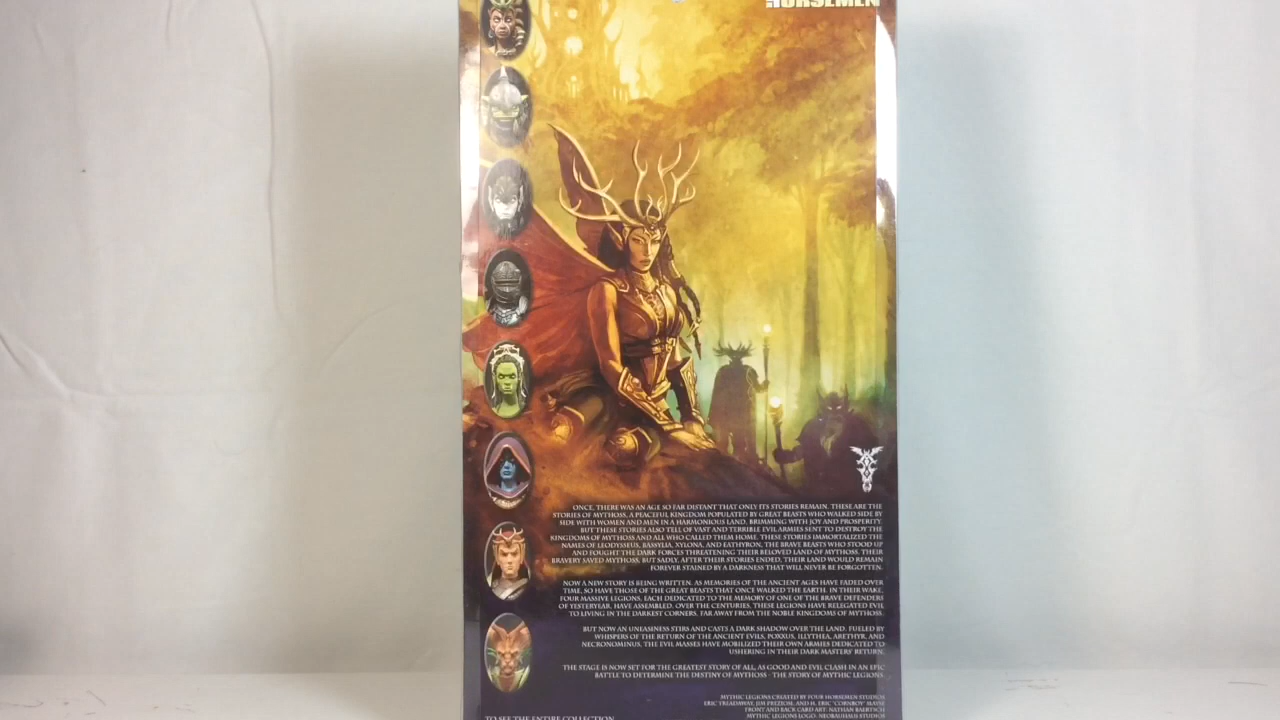 HORSEMEN
ONCE, THERE WAS AN AGE SO FAR DISTANT THAT ONLY ITS STORIES REMAIN. THESE ARE THE
STORIES OF MYTHOSS, A PEACEFUL KINGDOM POPULATED BY GREAT BEASTS WHO WALKED SIDE BY
SIDE WITH WOMEN AND MEN IN A HARMONIOUS LAND, BRIMMING WITH JOY AND PROSPERITY.
BUT THESE STORIES ALSO TELL OF VAST AND TERRIBLE EVIL ARMIES SENT TO DESTROY THE
KINGDOMS OF MYTHOSS AND ALL WHO CALLED THEM HOME. THESE STORIES IMMORTALIZED THE
NAMES OF LEODYSSEUS, BASSYLIA, XYLONA, AND EATHYRON, THE BRAVE BEASTS WHO STOOD UP
AND FOUGHT THE DARK FORCES THREATENING THEIR BELOVED LAND OF MYTHOSS. THEIR
BRAVERY SAVED MYTHOSS, BUT SADLY, AFTER THEIR STORIES ENDED, THEIR LAND WOULD REMAIN
FOREVER STAINED BY A DARKNESS THAT WILL NEVER BE FORGOTTEN.
NOW A NEW STORY IS BEING WRITTEN. AS MEMORIES OF THE ANCIENT AGES HAVE FADED OVER
TIME, SO HAVE THOSE OF THE GREAT BEASTS THAT ONCE WALKED THE EARTH. IN THEIR WAKE,
FOUR MASSIVE LEGIONS, EACH DEDICATED TO THE MEMORY OF ONE OF THE BRAVE DEFENDERS
OF YESTERYEAR, HAVE ASSEMBLED. OVER THE CENTURIES, THESE LEGIONS HAVE RELEGATED EVIL
TO LIVING IN THE DARKEST CORNERS, FAR AWAY FROM THE NOBLE KINGDOMS OF MYTHOSS.
BUT NOW AN UNEASINESS STIRS AND CASTS A DARK SHADOW OVER THE LAND. FUELED BY
WHISPERS OF THE RETURN OF THE ANCIENT EVILS, POXXUS, ILLYTHEA, ARETHYR, AND
NECRONOMINUS, THE EVIL MASSES HAVE MOBILIZED THEIR OWN ARMIES DEDICATED TO
USHERING IN THEIR DARK MASTERS' RETURN.
THE STAGE IS NOW SET FOR THE GREATEST STORY OF ALL, AS GOOD AND EVIL CLASH IN AN EPIC
BATTLE TO DETERMINE THE DESTINY OF MYTHOSS - THE STORY OF MYTHIC LEGIONS.
MYTHIC LEGIONS CREATED BY FOUR HORSEMEN STUDIOS
ERIC TREADAWAY, JIM PREZIOSI, AND H. ERIC "CORNBOY" MAYSE
FRONT AND BACK CARD ART: NATHAN BAERTSCH
MYTHIC LEGIONS LOGO: NEOBAUHAUS STUDIOS
TO SEE THE ENTIRE COLLECTION